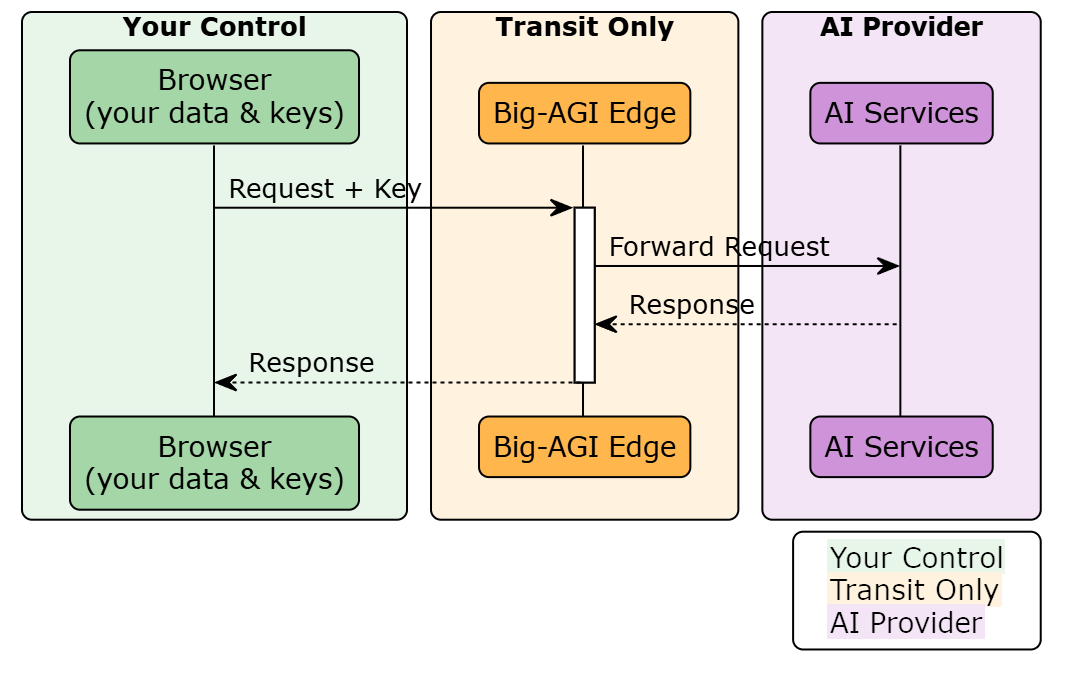 Your Control
Transit Only
AI Provider
Browser
(your data & keys)
Big-AGI Edge
AI Services
Request + Key
Forward Request
Response
Response
Browser
(your data & keys)
Big-AGI Edge
AI Services
Your Control
Transit Only
AI Provider